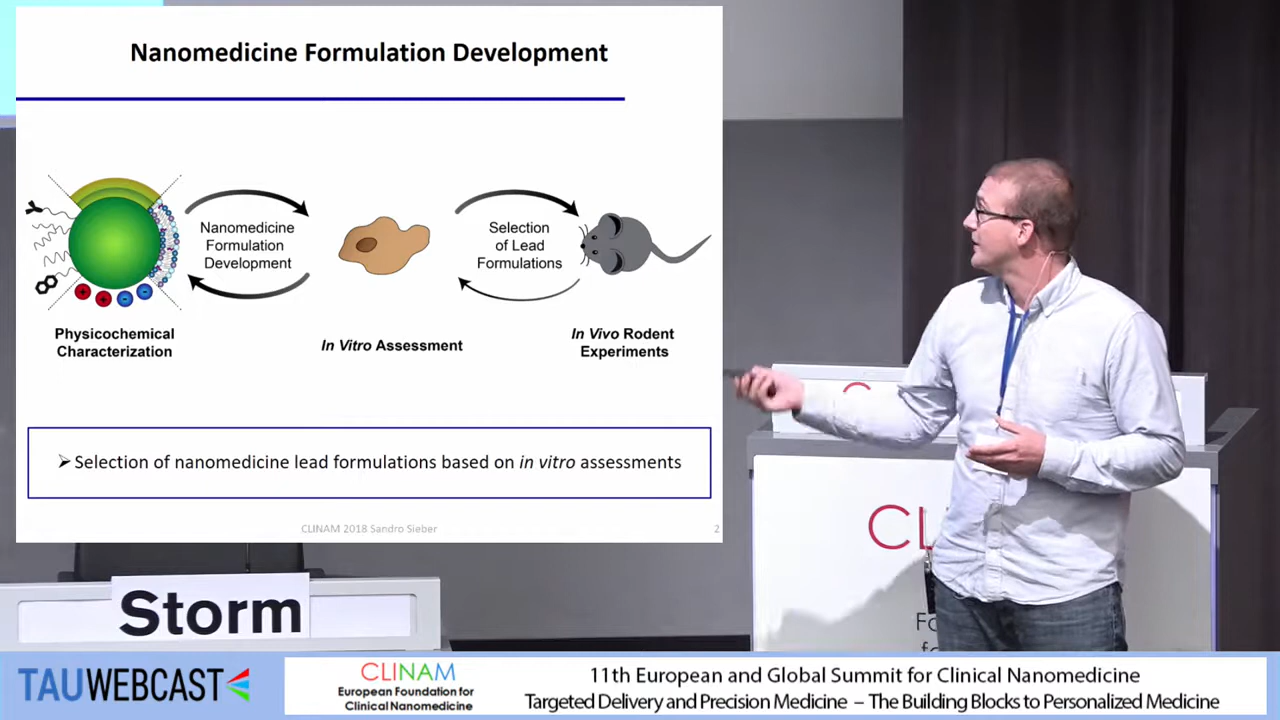 Nanomedicine Formulation Development
Nanomedicine
Formulation
Development
Selection
of Lead
Formulations
Physicochemical
Characterization
In Vitro Assessment
In Vivo Rodent
Experiments
➢ Selection of nanomedicine lead formulations based on in vitro assessments
CLINAM 2018 Sandro Sieber
2
CL
Storm
TAUWEBCAST
CLINAM
European Foundation for
Clinical Nanomedicine
11th European and Global Summit for Clinical Nanomedicine
Targeted Delivery and Precision Medicine – The Building Blocks to Personalized Medicine